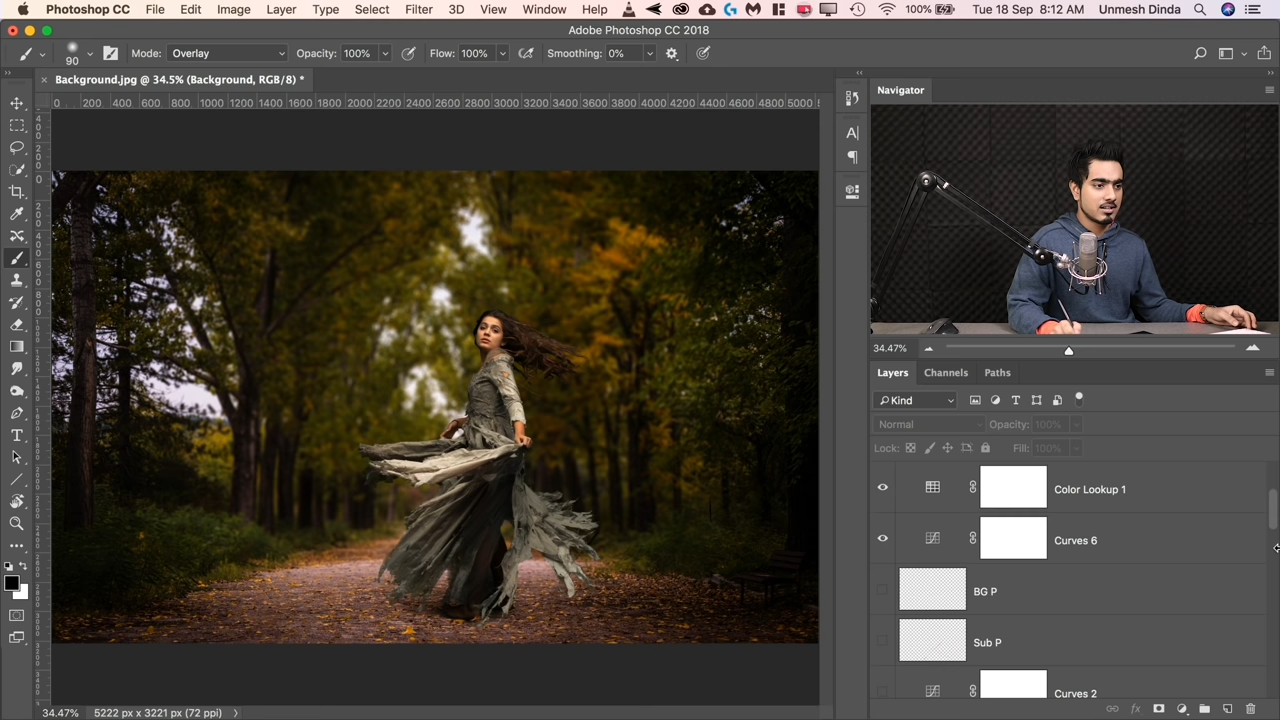 Photoshop CC File Edit Image Layer Type Select Filter 3D View Window Help 100% Tue 18 Sep 8:12 AM Unmesh Dinda
Adobe Photoshop CC 2018
90 Mode: Overlay Opacity: 100% Flow: 100% Smoothing: 0%
× Background.jpg @ 34.5% (Background, RGB/8) *
200 400 600 800 1000 1200 1400 1600 1800 2000 2200 2400 2600 2800 3000 3200 3400 3600 3800 4000 4200 4400 4600 4800 5000
Navigator
34.47%
Layers Channels Paths
Kind
Normal Opacity: 100%
Lock: Fill: 100%
Color Lookup 1
Curves 6
BG P
Sub P
Curves 2
34.47% 5222 px x 3221 px (72 ppi) >